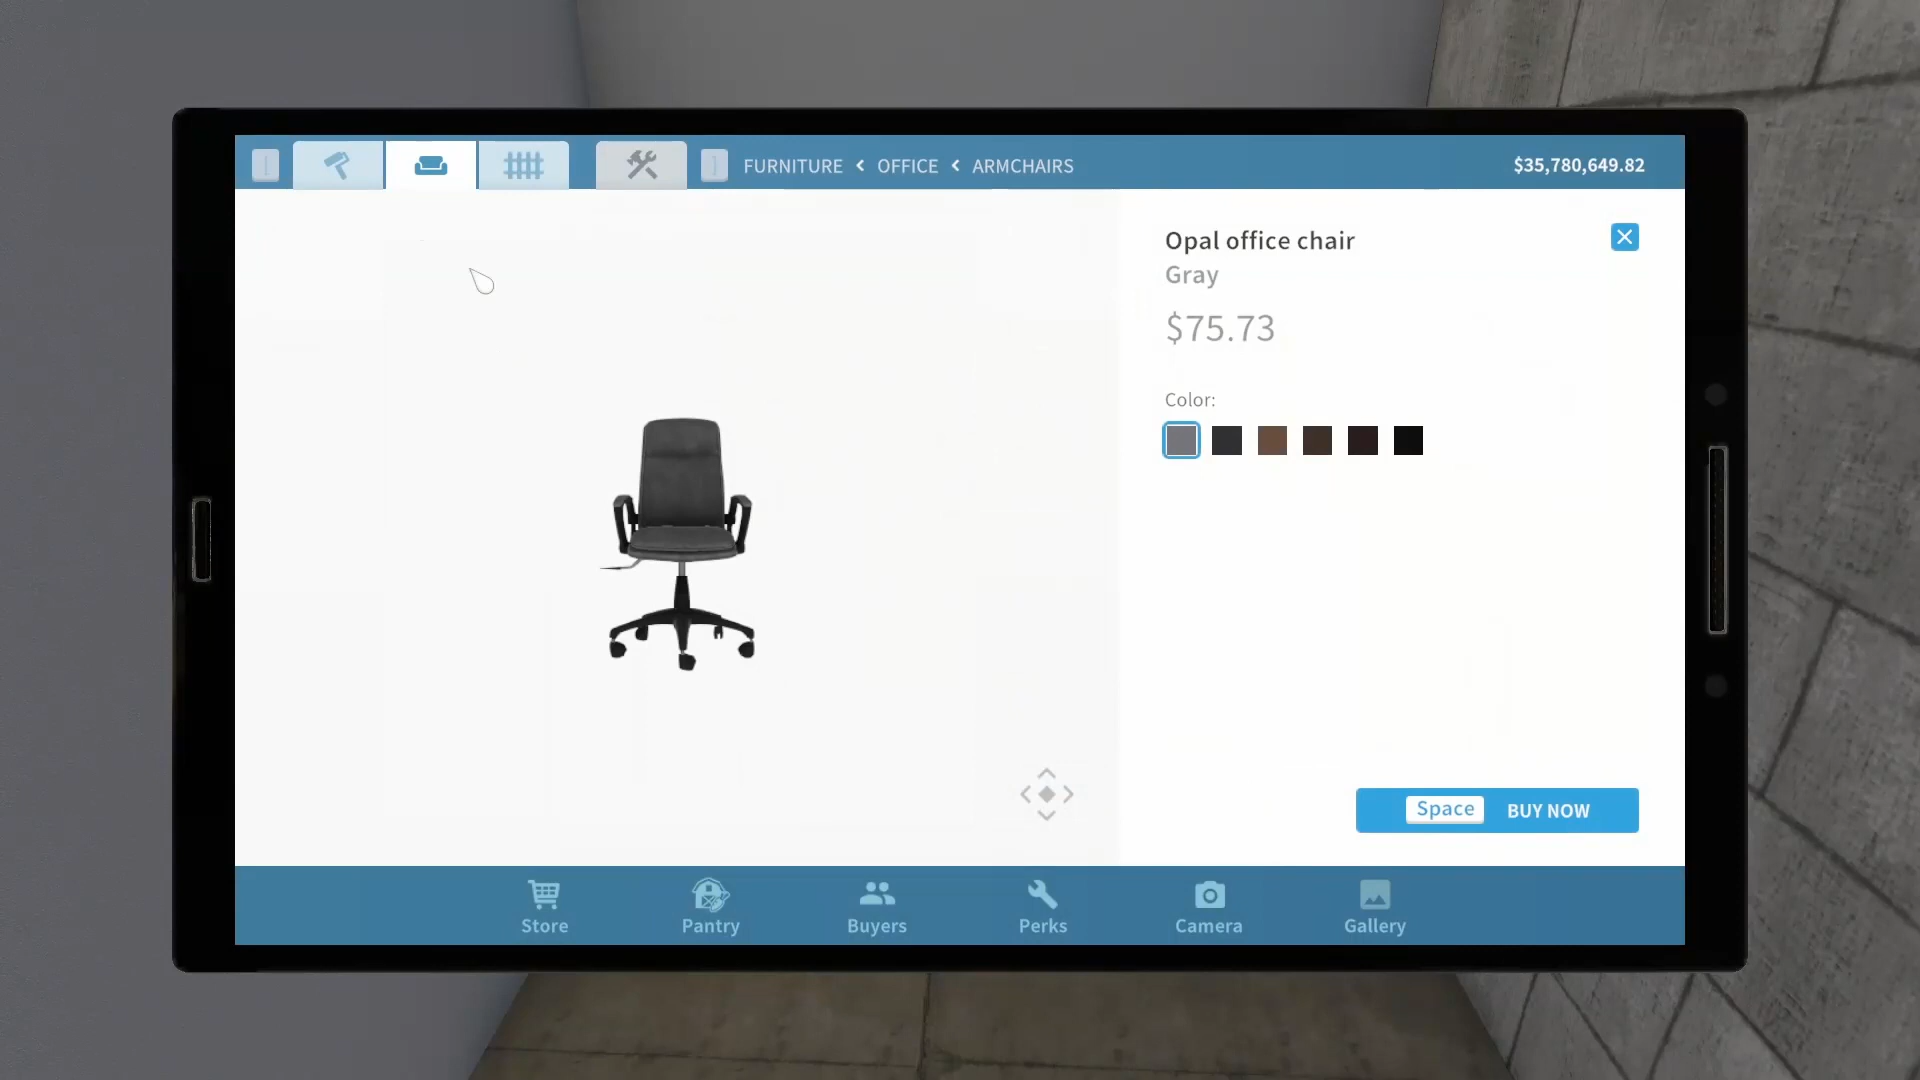 FURNITURE < OFFICE < ARMCHAIRS
$35,780,649.82
Opal office chair
Gray
$75.73
Color:
Space BUY NOW
Store Pantry Buyers Perks Camera Gallery